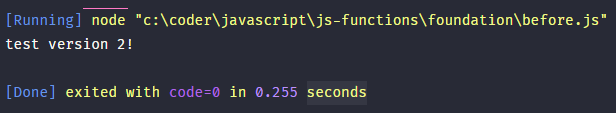 [Running] node "c:\coder\javascript\js-functions\foundation\before.js"
test version 2!
[Done] exited with code=0 in 0.255 seconds